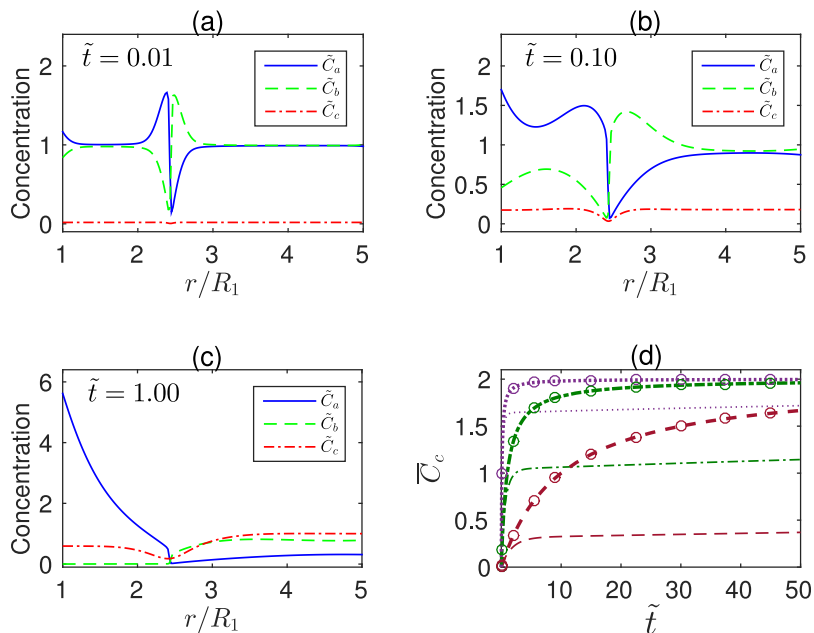 (a)
t̃ = 0.01
C̃a
C̃b
C̃c
Concentration
0
1
2
1 2 3 4 5
r/R1
(b)
t̃ = 0.10
C̃a
C̃b
C̃c
Concentration
0
0.5
1
1.5
2
1 2 3 4 5
r/R1
(c)
t̃ = 1.00
C̃a
C̃b
C̃c
Concentration
0
2
4
6
1 2 3 4 5
r/R1
(d)
C̅c
0
0.5
1
1.5
2
10 20 30 40 50
t̃